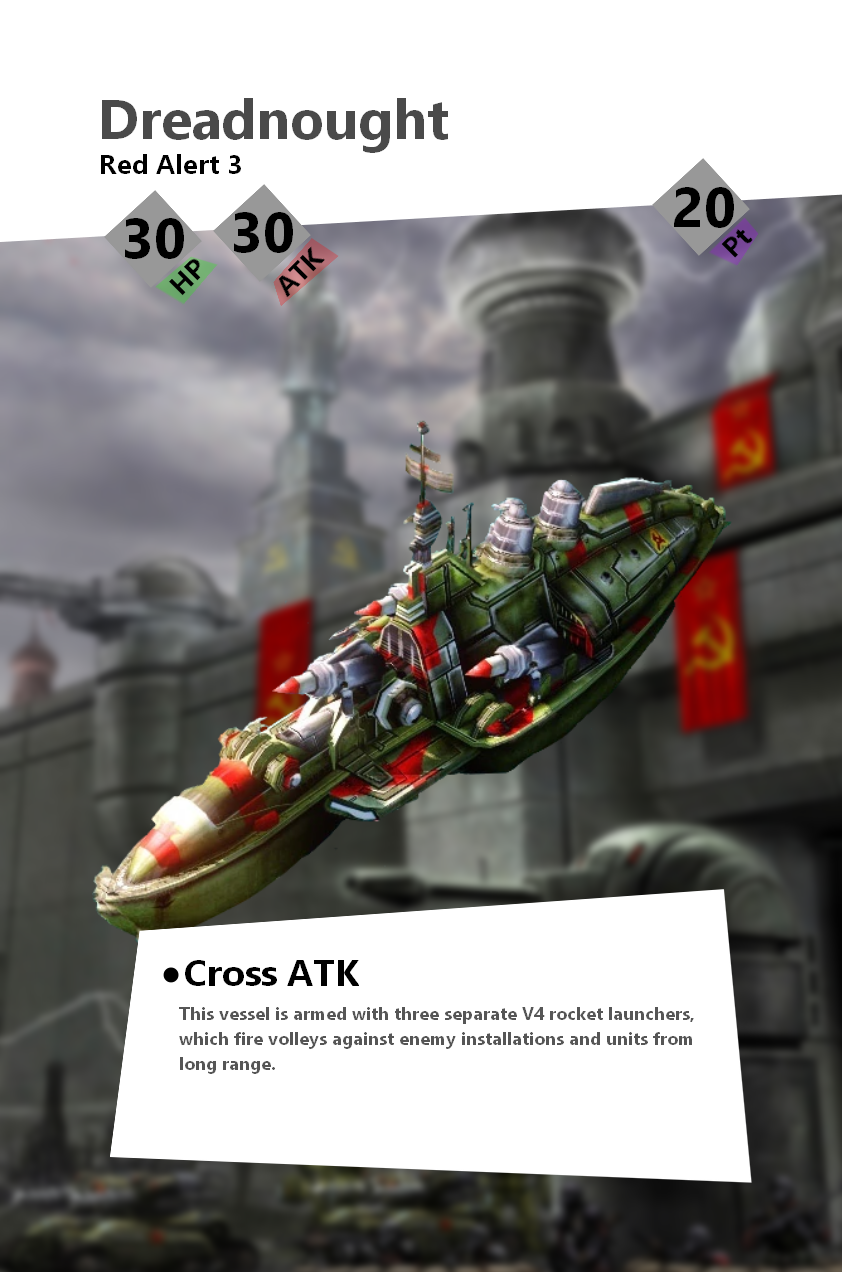 Dreadnought
Red Alert 3
30 HP
30 ATK
20 Pt
●Cross ATK
This vessel is armed with three separate V4 rocket launchers,
which fire volleys against enemy installations and units from
long range.